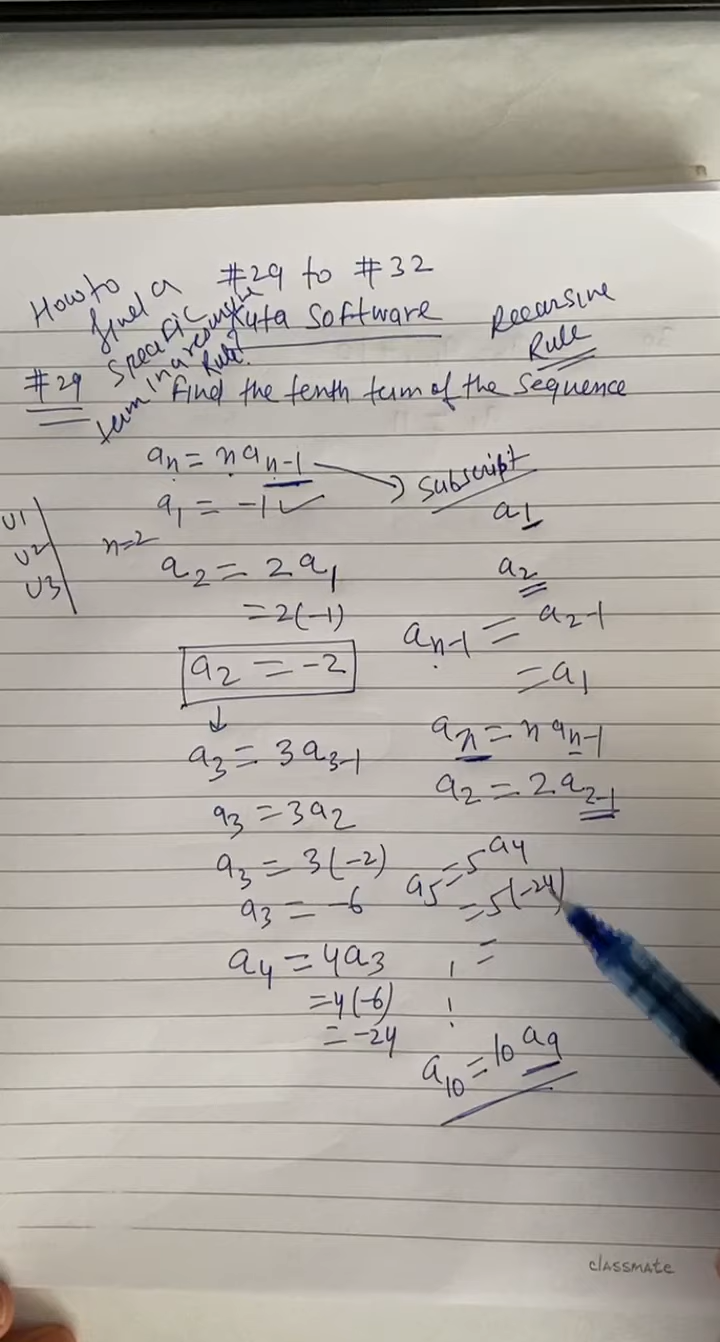 How to find a specific term in a recursive Rule?
#29 to #32
Kuta Software
Recursive
Rule
#29
Find the tenth term of the sequence
aₙ = n aₙ₋₁
subscript
a₁ = -1 ✓
a₁
U1
U2
U3
n=2
a₂ = 2a₁
a₂
= 2(-1)
aₙ₋₁ = a₂₋₁
a₂ = -2
= a₁
↓
a₃ = 3a₃₋₁
aₙ = n aₙ₋₁
a₃ = 3a₂
a₂ = 2a₂₋₁
a₃ = 3(-2)
a₅ = 5a₄
a₃ = -6
= 5(-24)
=
a₄ = 4a₃
= 4(-6)
= -24
a₁₀ = 10a₉
classmate